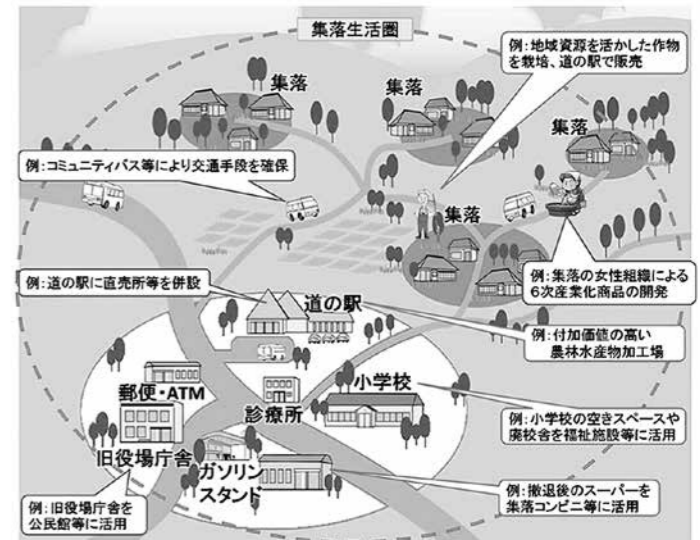 集落生活圏
例：地域資源を活かした作物
を栽培、道の駅で販売
集落
集落
集落
例：コミュニティバス等により交通手段を確保
集落
例：集落の女性組織による
6次産業化商品の開発
例：道の駅に直売所等を併設
道の駅
例：付加価値の高い
農林水産物加工場
郵便・ATM
診療所
小学校
例：小学校の空きスペースや
廃校舎を福祉施設等に活用
旧役場庁舎
ガソリン
スタンド
例：旧役場庁舎を
公民館等に活用
例：撤退後のスーパーを
集落コンビニ等に活用